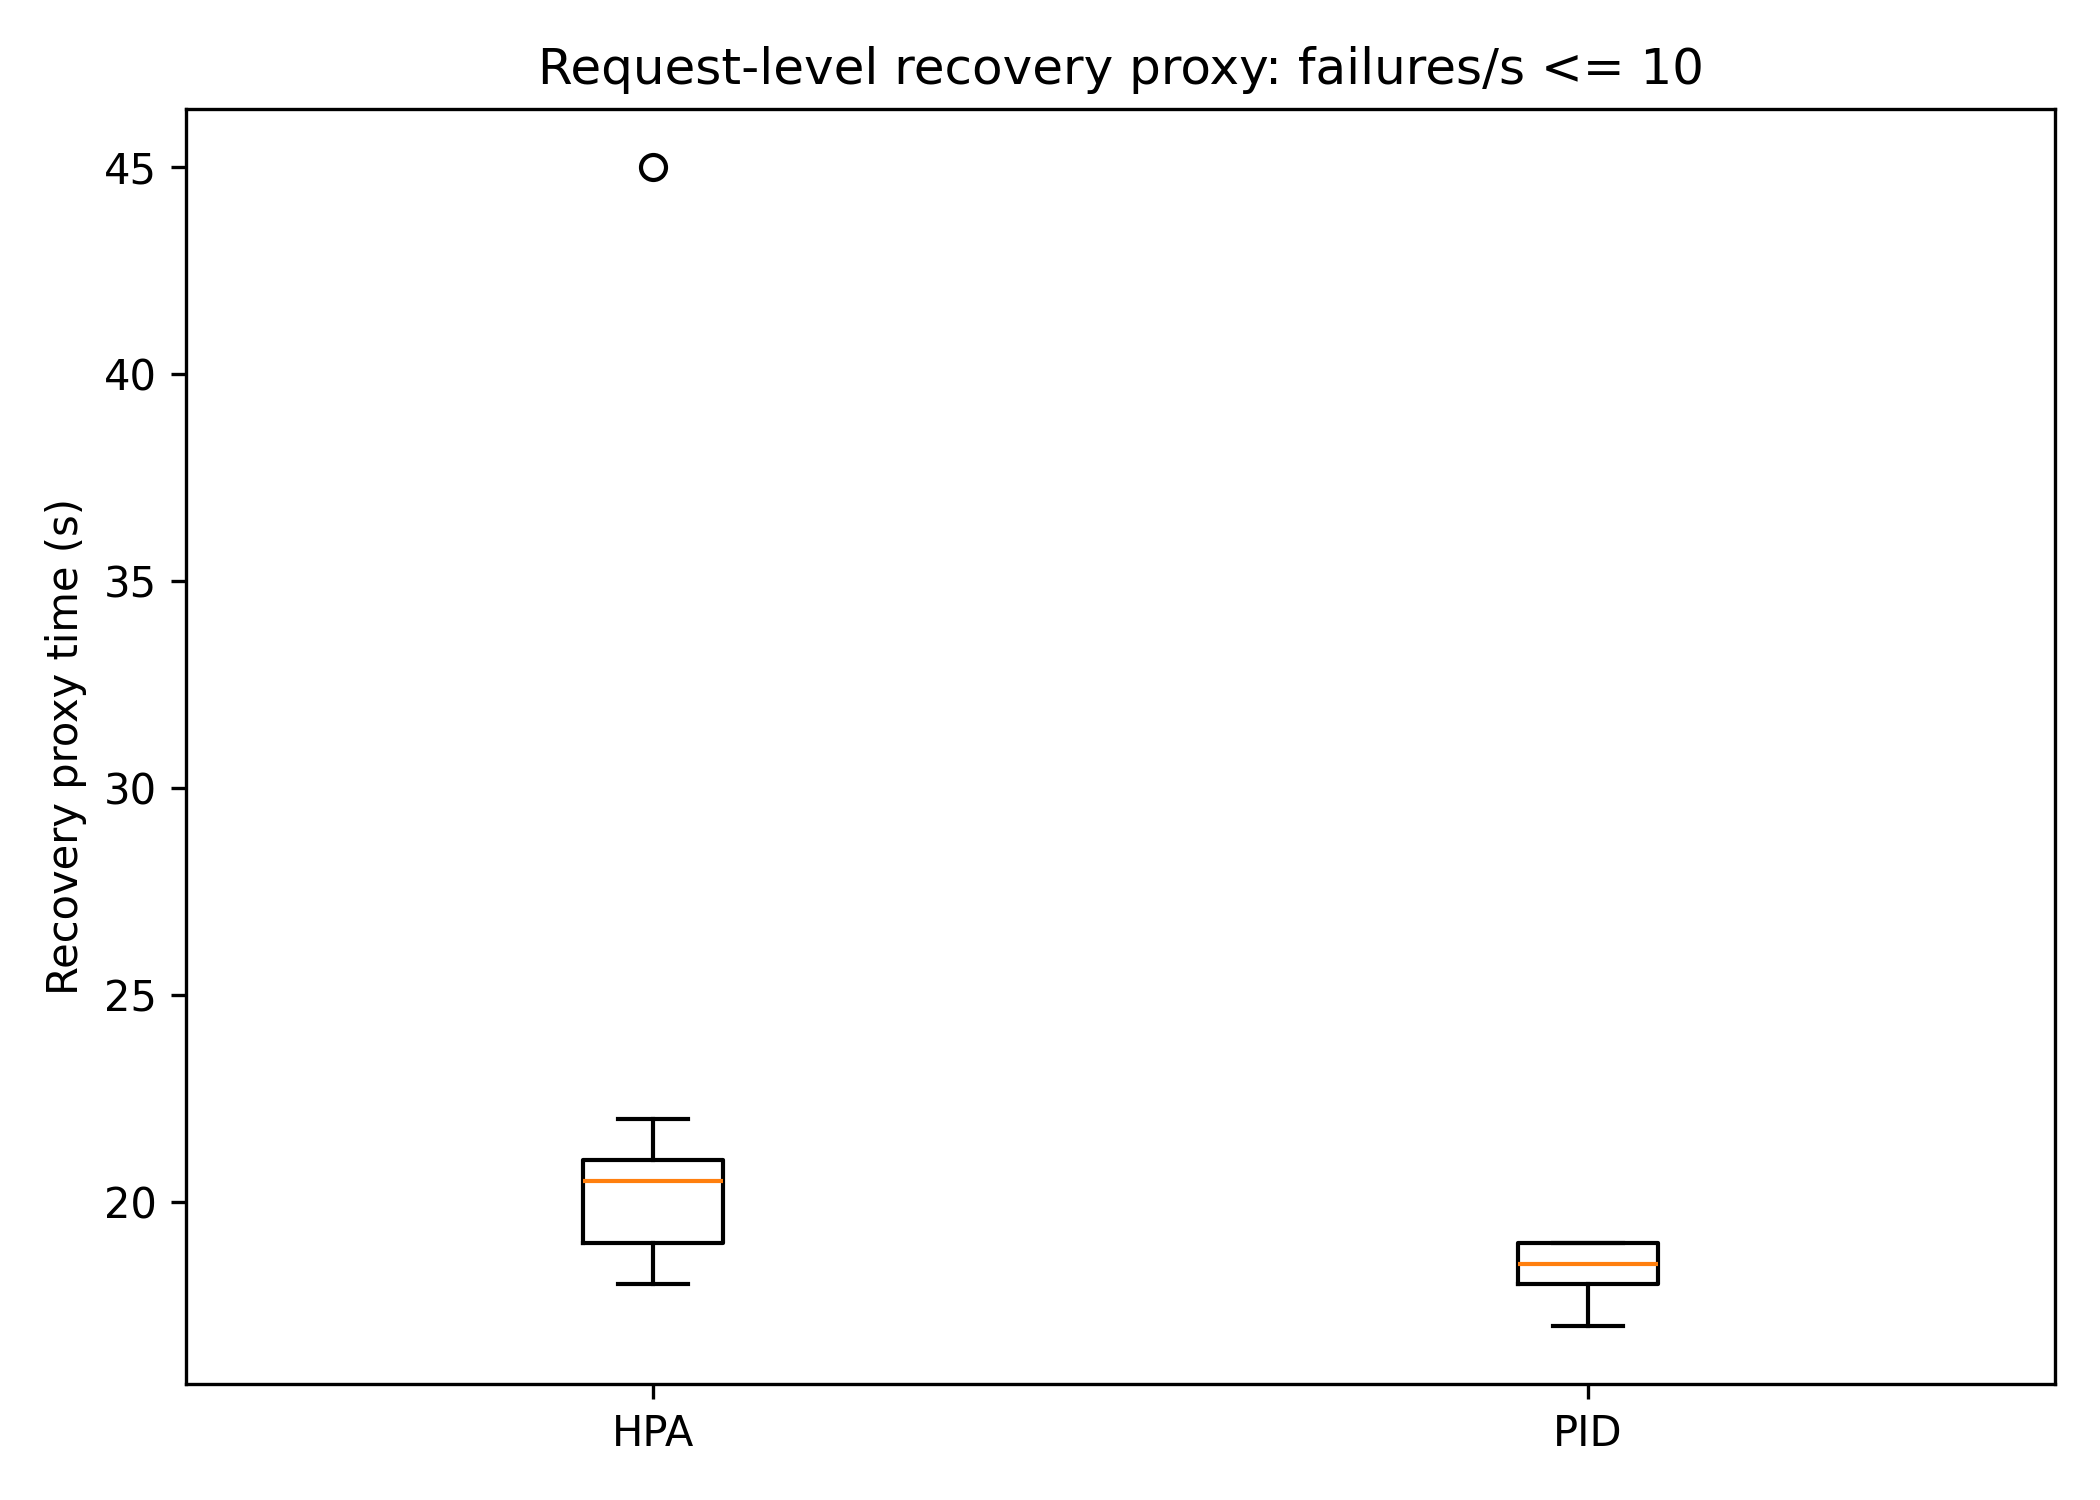 Request-level recovery proxy: failures/s <= 10
Recovery proxy time (s)
45
40
35
30
25
20
HPA
PID